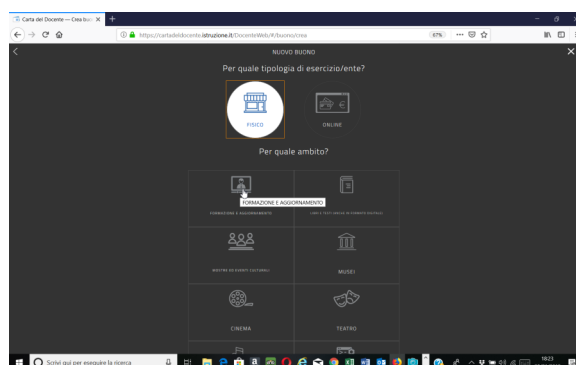 Carta del Docente — Crea buo
https://cartadeldocente.istruzione.it/DocenteWeb/#/buono/crea
67%
NUOVO BUONO
Per quale tipologia di esercizio/ente?
FISICO
ONLINE
Per quale ambito?
FORMAZIONE E AGGIORNAMENTO
FORMAZIONE E AGGIORNAMENTO
MOSTRE ED EVENTI CULTURALI
MUSEI
CINEMA
TEATRO
Scrivi qui per eseguire la ricerca
18:23